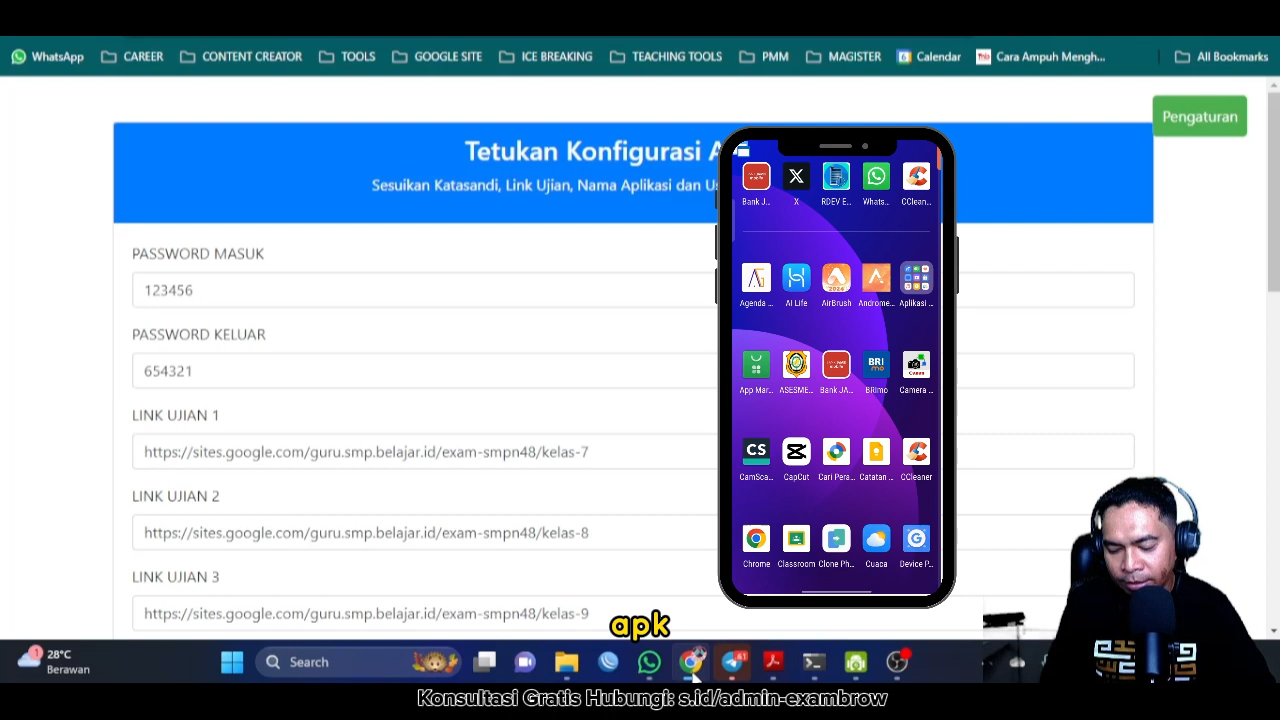 WhatsApp CAREER CONTENT CREATOR TOOLS GOOGLE SITE ICE BREAKING TEACHING TOOLS PMM MAGISTER Calendar Cara Ampuh Mengh... All Bookmarks
Pengaturan
Tetukan Konfigurasi A
Sesuikan Katasandi, Link Ujian, Nama Aplikasi dan Us
PASSWORD MASUK
123456
PASSWORD KELUAR
654321
LINK UJIAN 1
https://sites.google.com/guru.smp.belajar.id/exam-smpn48/kelas-7
LINK UJIAN 2
https://sites.google.com/guru.smp.belajar.id/exam-smpn48/kelas-8
LINK UJIAN 3
https://sites.google.com/guru.smp.belajar.id/exam-smpn48/kelas-9
Bank J... X RDEV E... Whats... CClean...
Agenda ... AI Life AirBrush Androme... Aplikasi ...
App Mar... ASESME... Bank JA... BRImo Camera ...
CamSca... CapCut Cari Pera... Catatan ... CCleaner
Chrome Classroom Clone Ph... Cuaca Device P...
apk
28°C
Berawan
Search
Konsultasi Gratis Hubungi: s.id/admin-exambrow